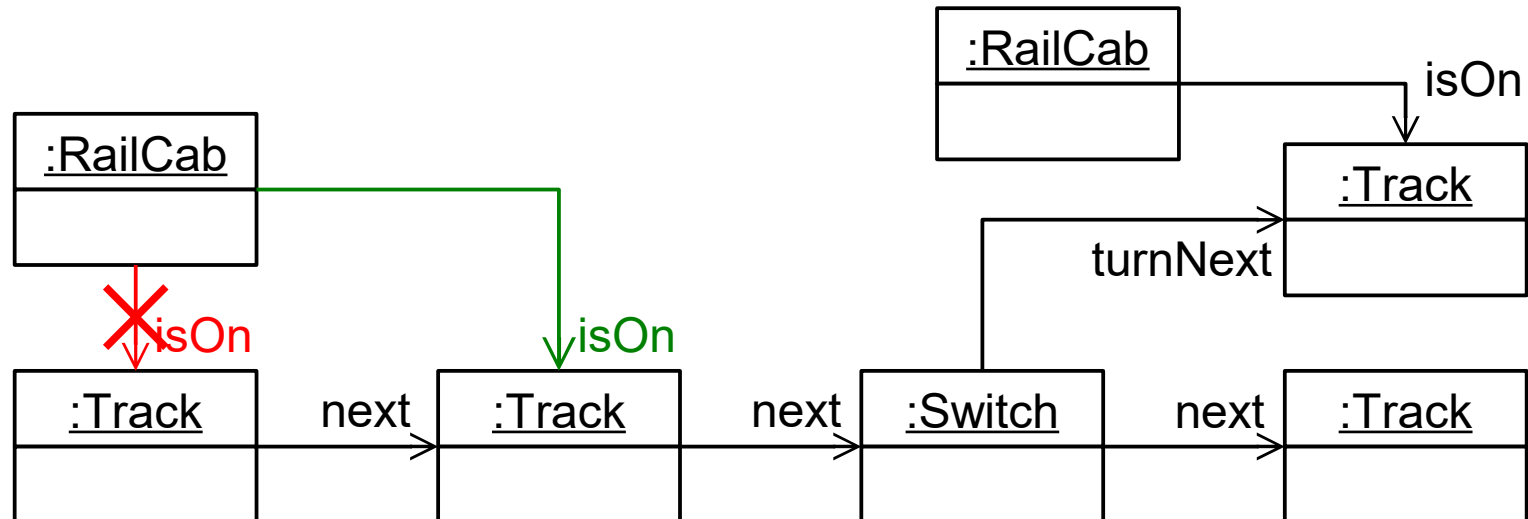 :RailCab
isOn
:RailCab
:Track
turnNext
isOn
isOn
:Track
next
:Track
next
:Switch
next
:Track